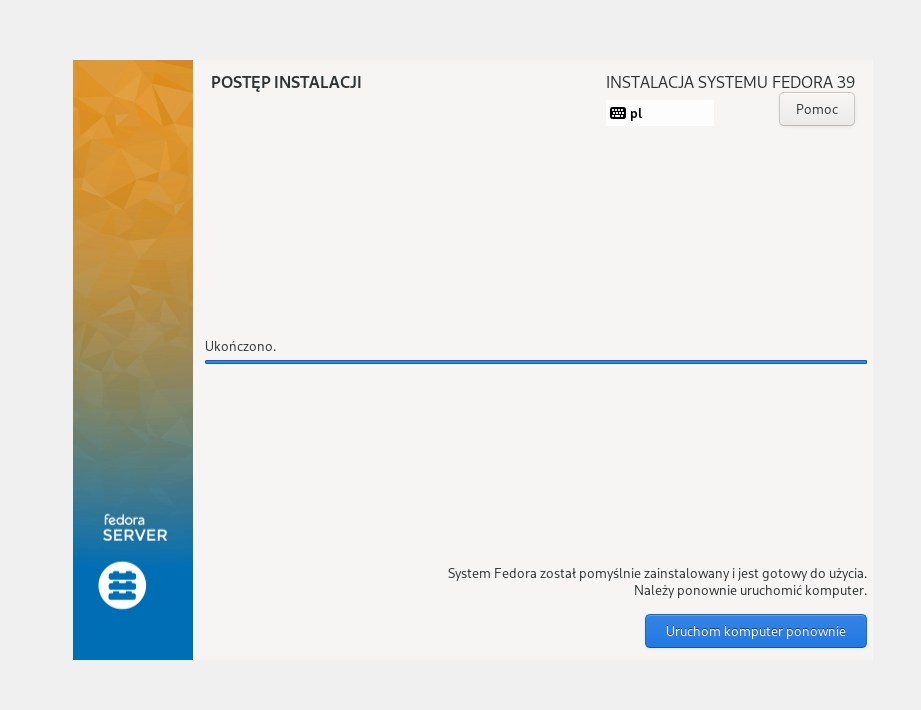 POSTĘP INSTALACJI
INSTALACJA SYSTEMU FEDORA 39
pl
Pomoc
Ukończono.
fedora
SERVER
System Fedora został pomyślnie zainstalowany i jest gotowy do użycia.
Należy ponownie uruchomić komputer.
Uruchom komputer ponownie